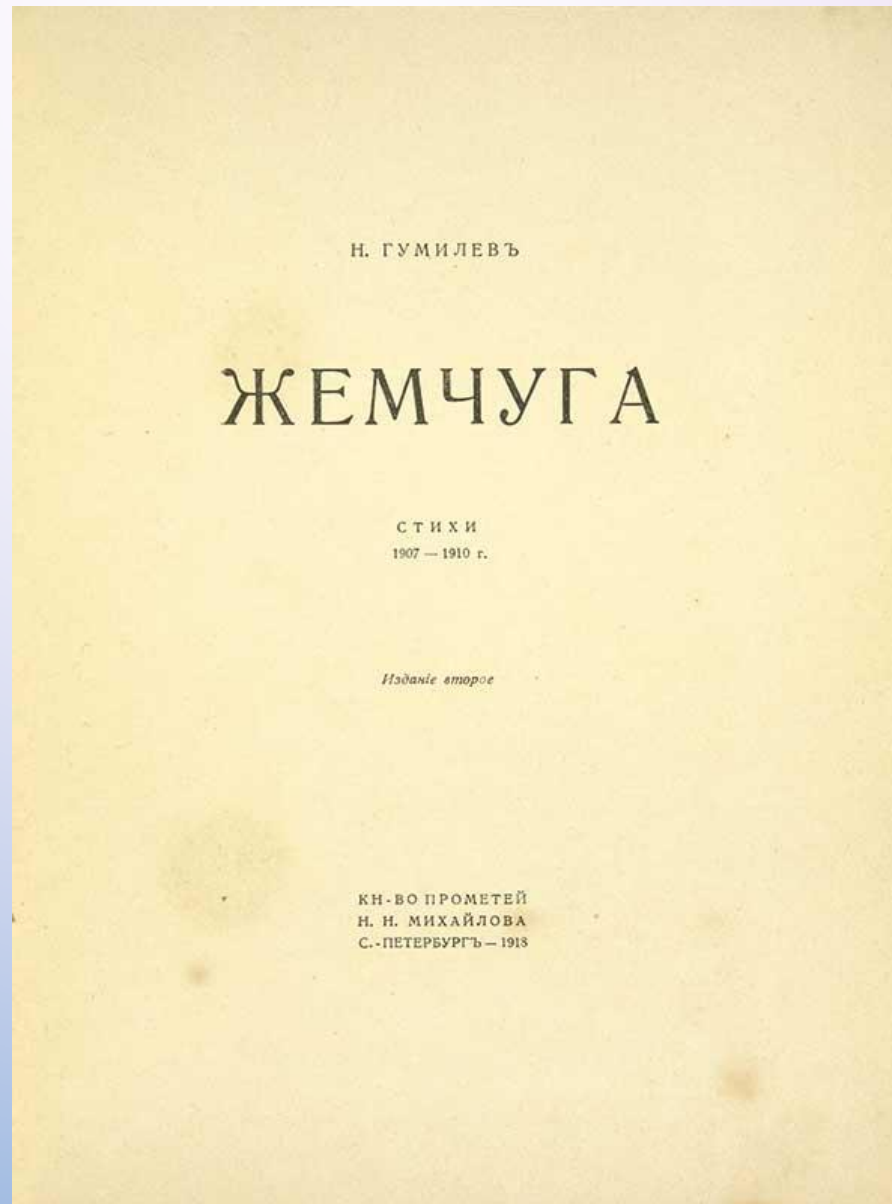 Н. ГУМИЛЕВЪ
ЖЕМЧУГА
СТИХИ
1907 — 1910 г.
Изданіе второе
КН-ВО ПРОМЕТЕЙ
Н. Н. МИХАЙЛОВА
С.-ПЕТЕРБУРГЪ — 1918